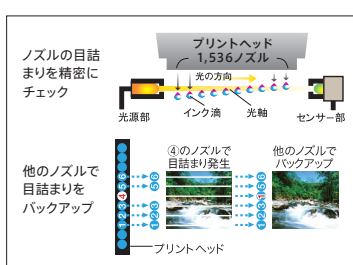 ノズルの目詰
まりを精密に
チェック
プリントヘッド
1,536ノズル
光の方向
光源部
インク滴
光軸
センサー部
他のノズルで
目詰まりを
バックアップ
④のノズルで
目詰まり発生
他のノズルで
バックアップ
①②③④⑤⑥
①②③ ⑤⑥
①②③①⑤⑥
プリントヘッド